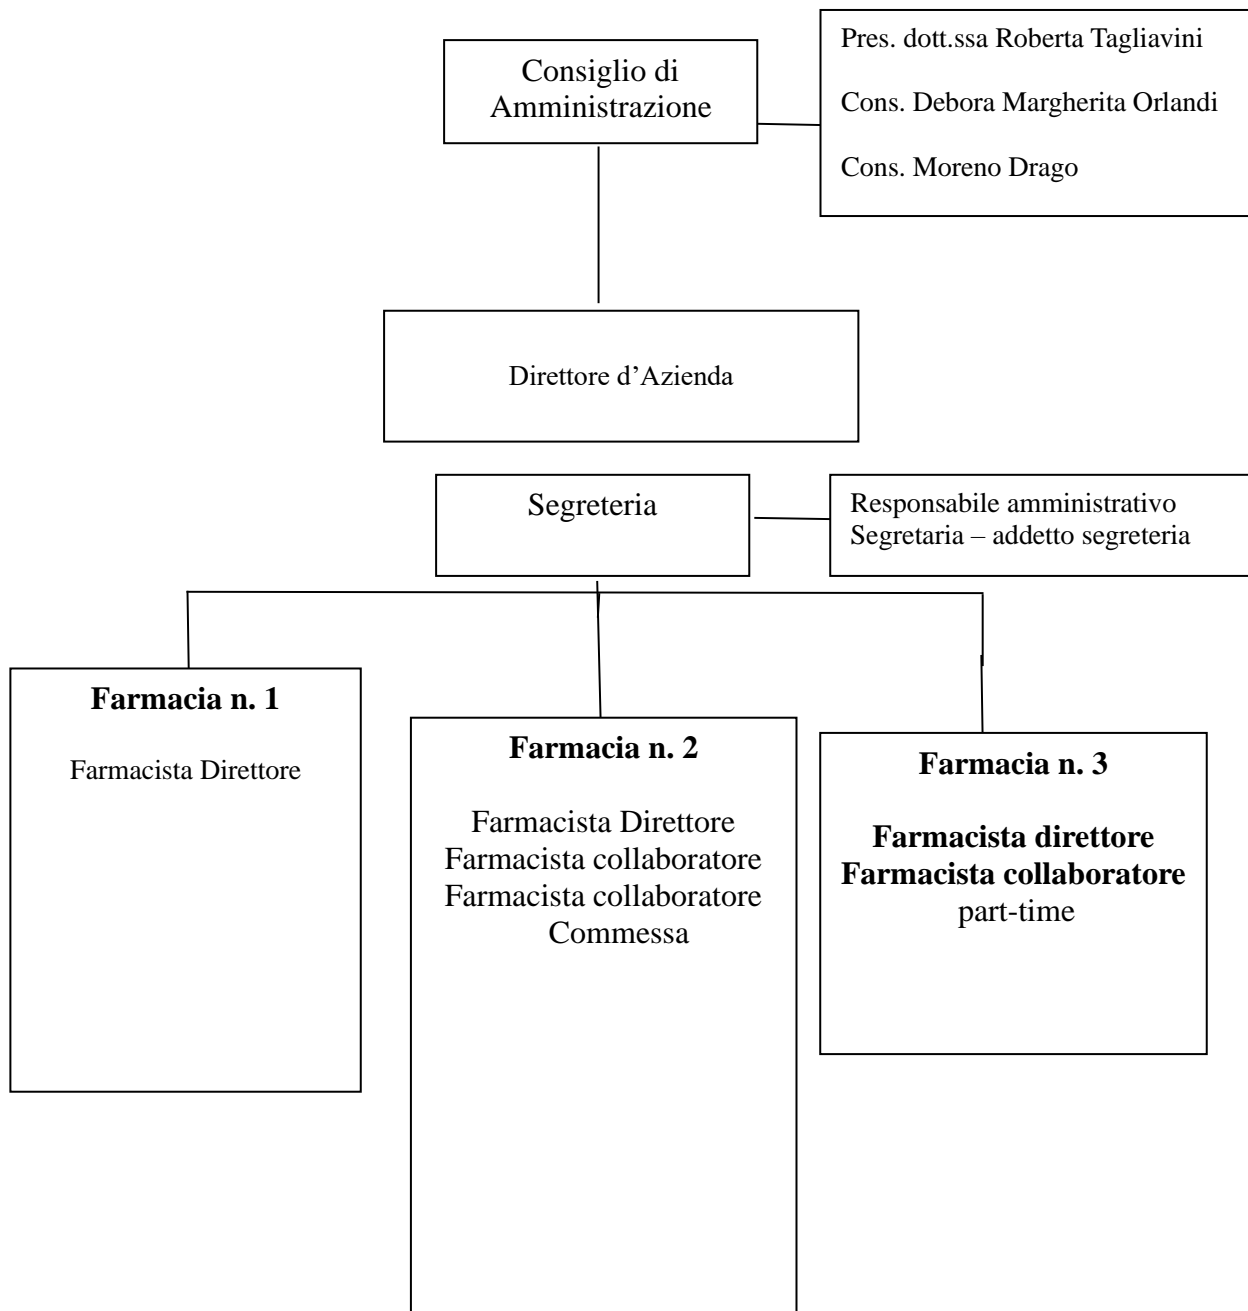 Consiglio di
Amministrazione
Pres. dott.ssa Roberta Tagliavini
Cons. Debora Margherita Orlandi
Cons. Moreno Drago
Direttore d’Azienda
Segreteria
Responsabile amministrativo
Segretaria – addetto segreteria
Farmacia n. 1
Farmacista Direttore
Farmacia n. 2
Farmacista Direttore
Farmacista collaboratore
Farmacista collaboratore
Commessa
Farmacia n. 3
Farmacista direttore
Farmacista collaboratore
part-time